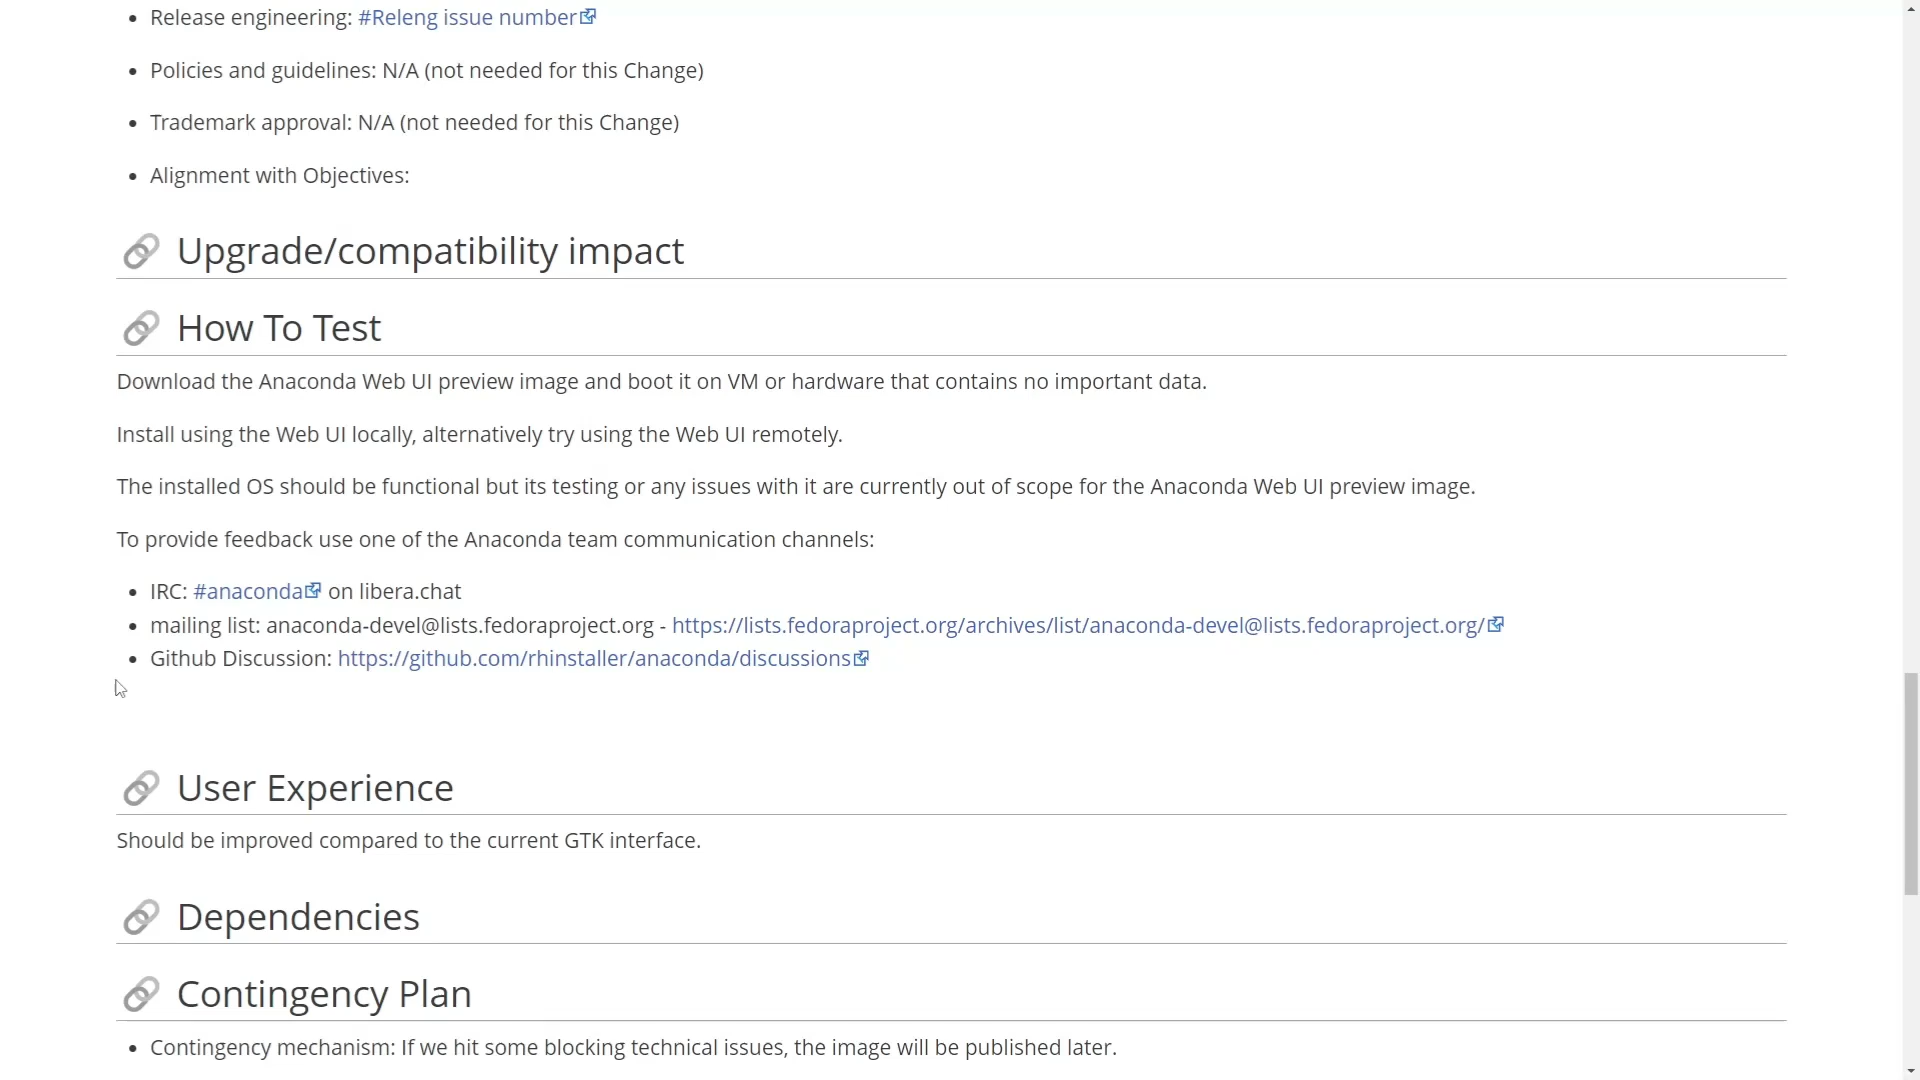 Release engineering: #Releng issue number
Policies and guidelines: N/A (not needed for this Change)
Trademark approval: N/A (not needed for this Change)
Alignment with Objectives:
Upgrade/compatibility impact
How To Test
Download the Anaconda Web UI preview image and boot it on VM or hardware that contains no important data.
Install using the Web UI locally, alternatively try using the Web UI remotely.
The installed OS should be functional but its testing or any issues with it are currently out of scope for the Anaconda Web UI preview image.
To provide feedback use one of the Anaconda team communication channels:
IRC: #anaconda on libera.chat
mailing list: anaconda-devel@lists.fedoraproject.org - https://lists.fedoraproject.org/archives/list/anaconda-devel@lists.fedoraproject.org/
Github Discussion: https://github.com/rhinstaller/anaconda/discussions
User Experience
Should be improved compared to the current GTK interface.
Dependencies
Contingency Plan
Contingency mechanism: If we hit some blocking technical issues, the image will be published later.